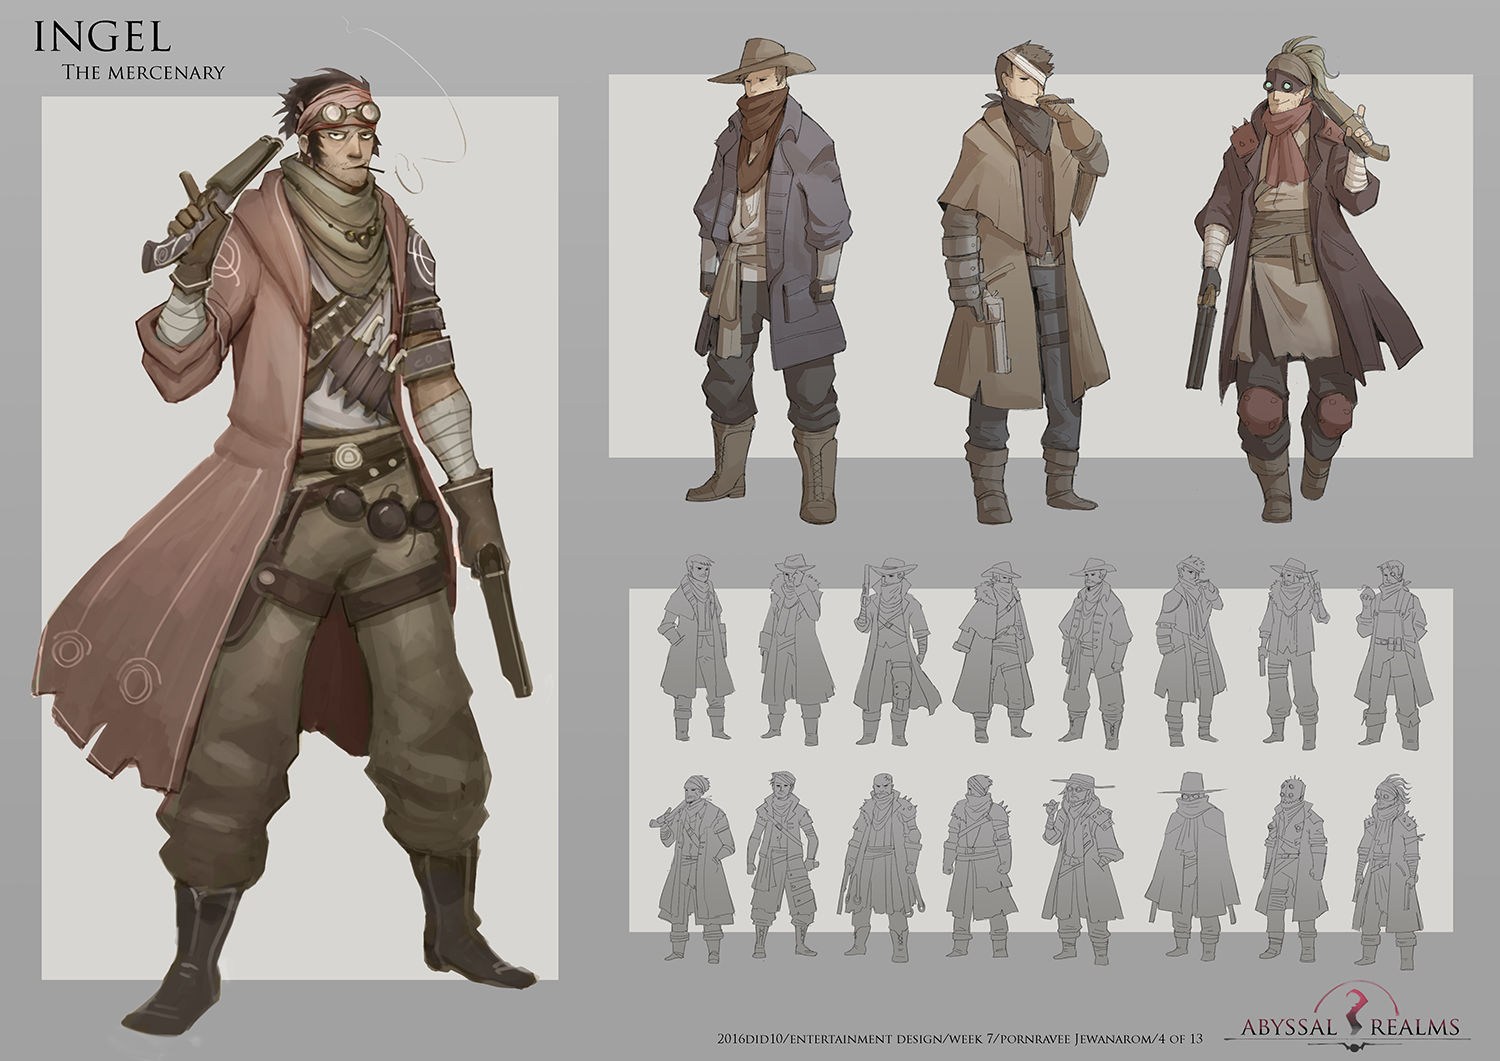 INGEL
THE MERCENARY
2016DID10/ENTERTAINMENT DESIGN/WEEK 7/PORNRAVEE JEWANAROM/4 OF 13
ABYSSAL REALMS